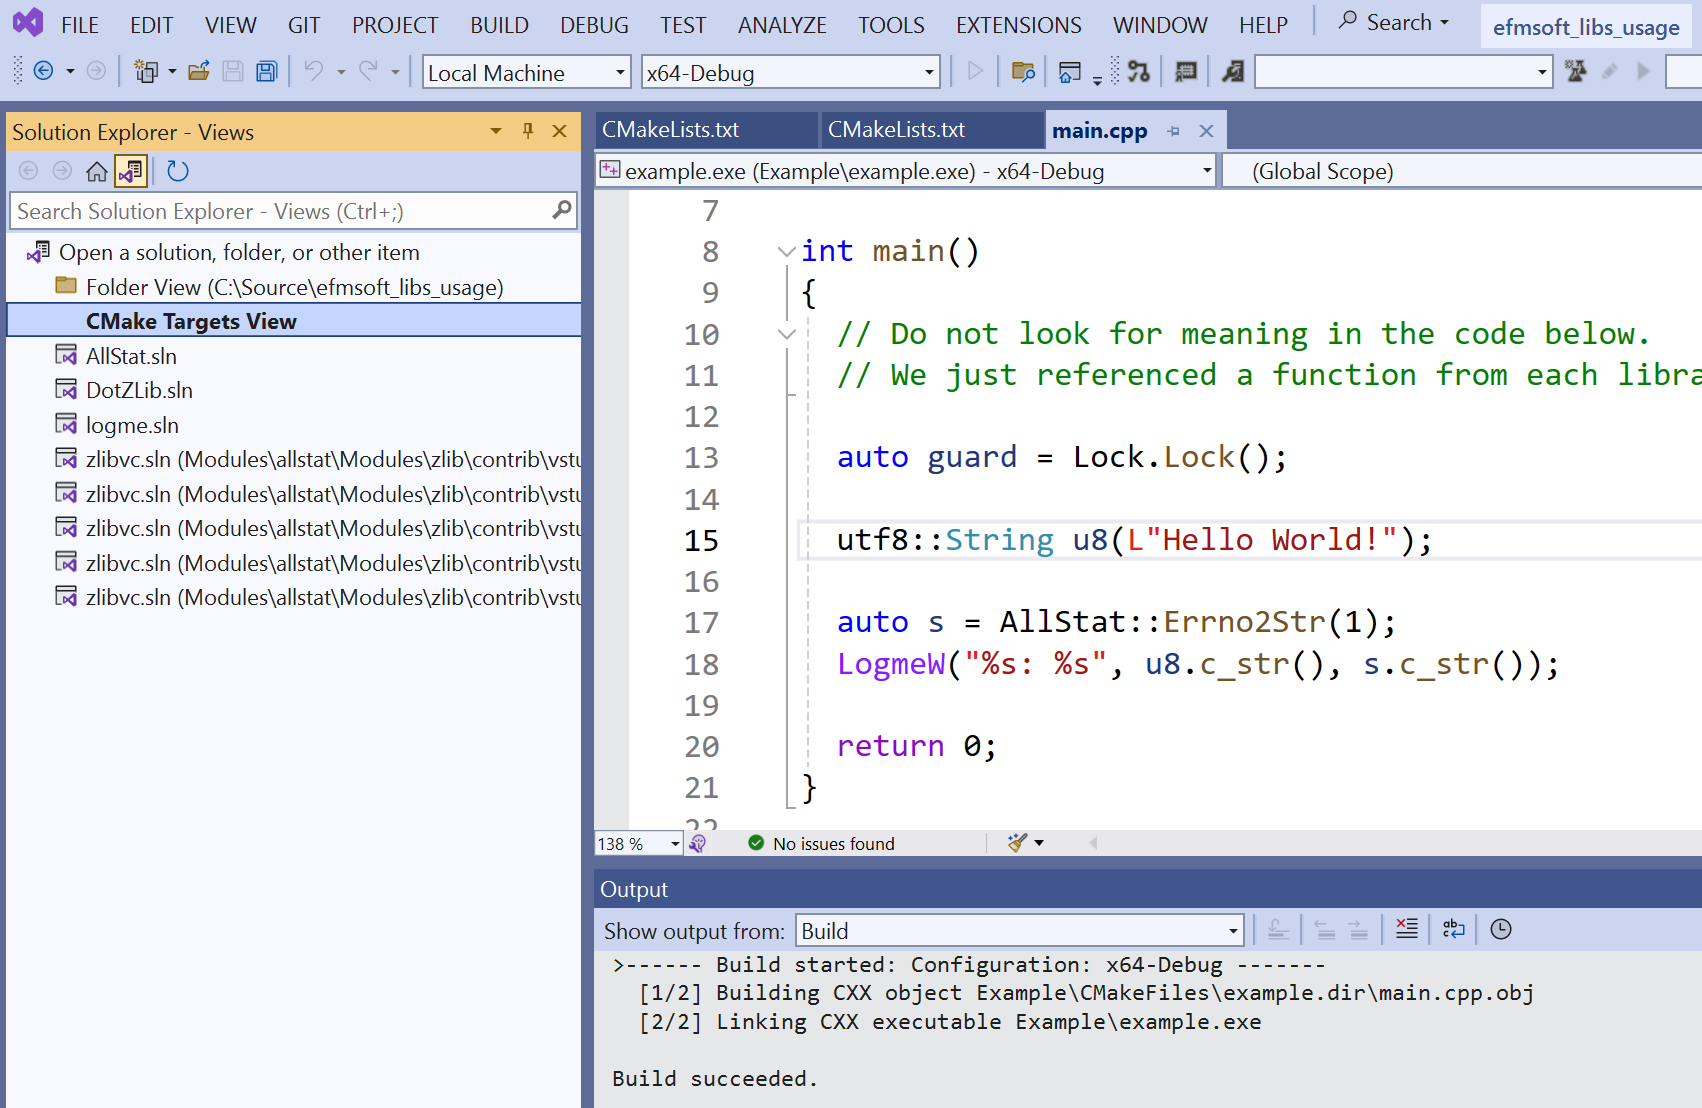 FILE EDIT VIEW GIT PROJECT BUILD DEBUG TEST ANALYZE TOOLS EXTENSIONS WINDOW HELP Search efmsoft_libs_usage
Local Machine x64-Debug
Solution Explorer - Views
Search Solution Explorer - Views (Ctrl+;)
Open a solution, folder, or other item
Folder View (C:\Source\efmsoft_libs_usage)
CMake Targets View
AllStat.sln
DotZLib.sln
logme.sln
zlibvc.sln (Modules\allstat\Modules\zlib\contrib\vstu
zlibvc.sln (Modules\allstat\Modules\zlib\contrib\vstu
zlibvc.sln (Modules\allstat\Modules\zlib\contrib\vstu
zlibvc.sln (Modules\allstat\Modules\zlib\contrib\vstu
zlibvc.sln (Modules\allstat\Modules\zlib\contrib\vstu
CMakeLists.txt CMakeLists.txt main.cpp
example.exe (Example\example.exe) - x64-Debug (Global Scope)
7
8 int main()
9 {
10 // Do not look for meaning in the code below.
11 // We just referenced a function from each libra
12
13 auto guard = Lock.Lock();
14
15 utf8::String u8(L"Hello World!");
16
17 auto s = AllStat::Errno2Str(1);
18 LogmeW("%s: %s", u8.c_str(), s.c_str());
19
20 return 0;
21 }
22
138 % No issues found
Output
Show output from: Build
>------ Build started: Configuration: x64-Debug -------
[1/2] Building CXX object Example\CMakeFiles\example.dir\main.cpp.obj
[2/2] Linking CXX executable Example\example.exe
Build succeeded.